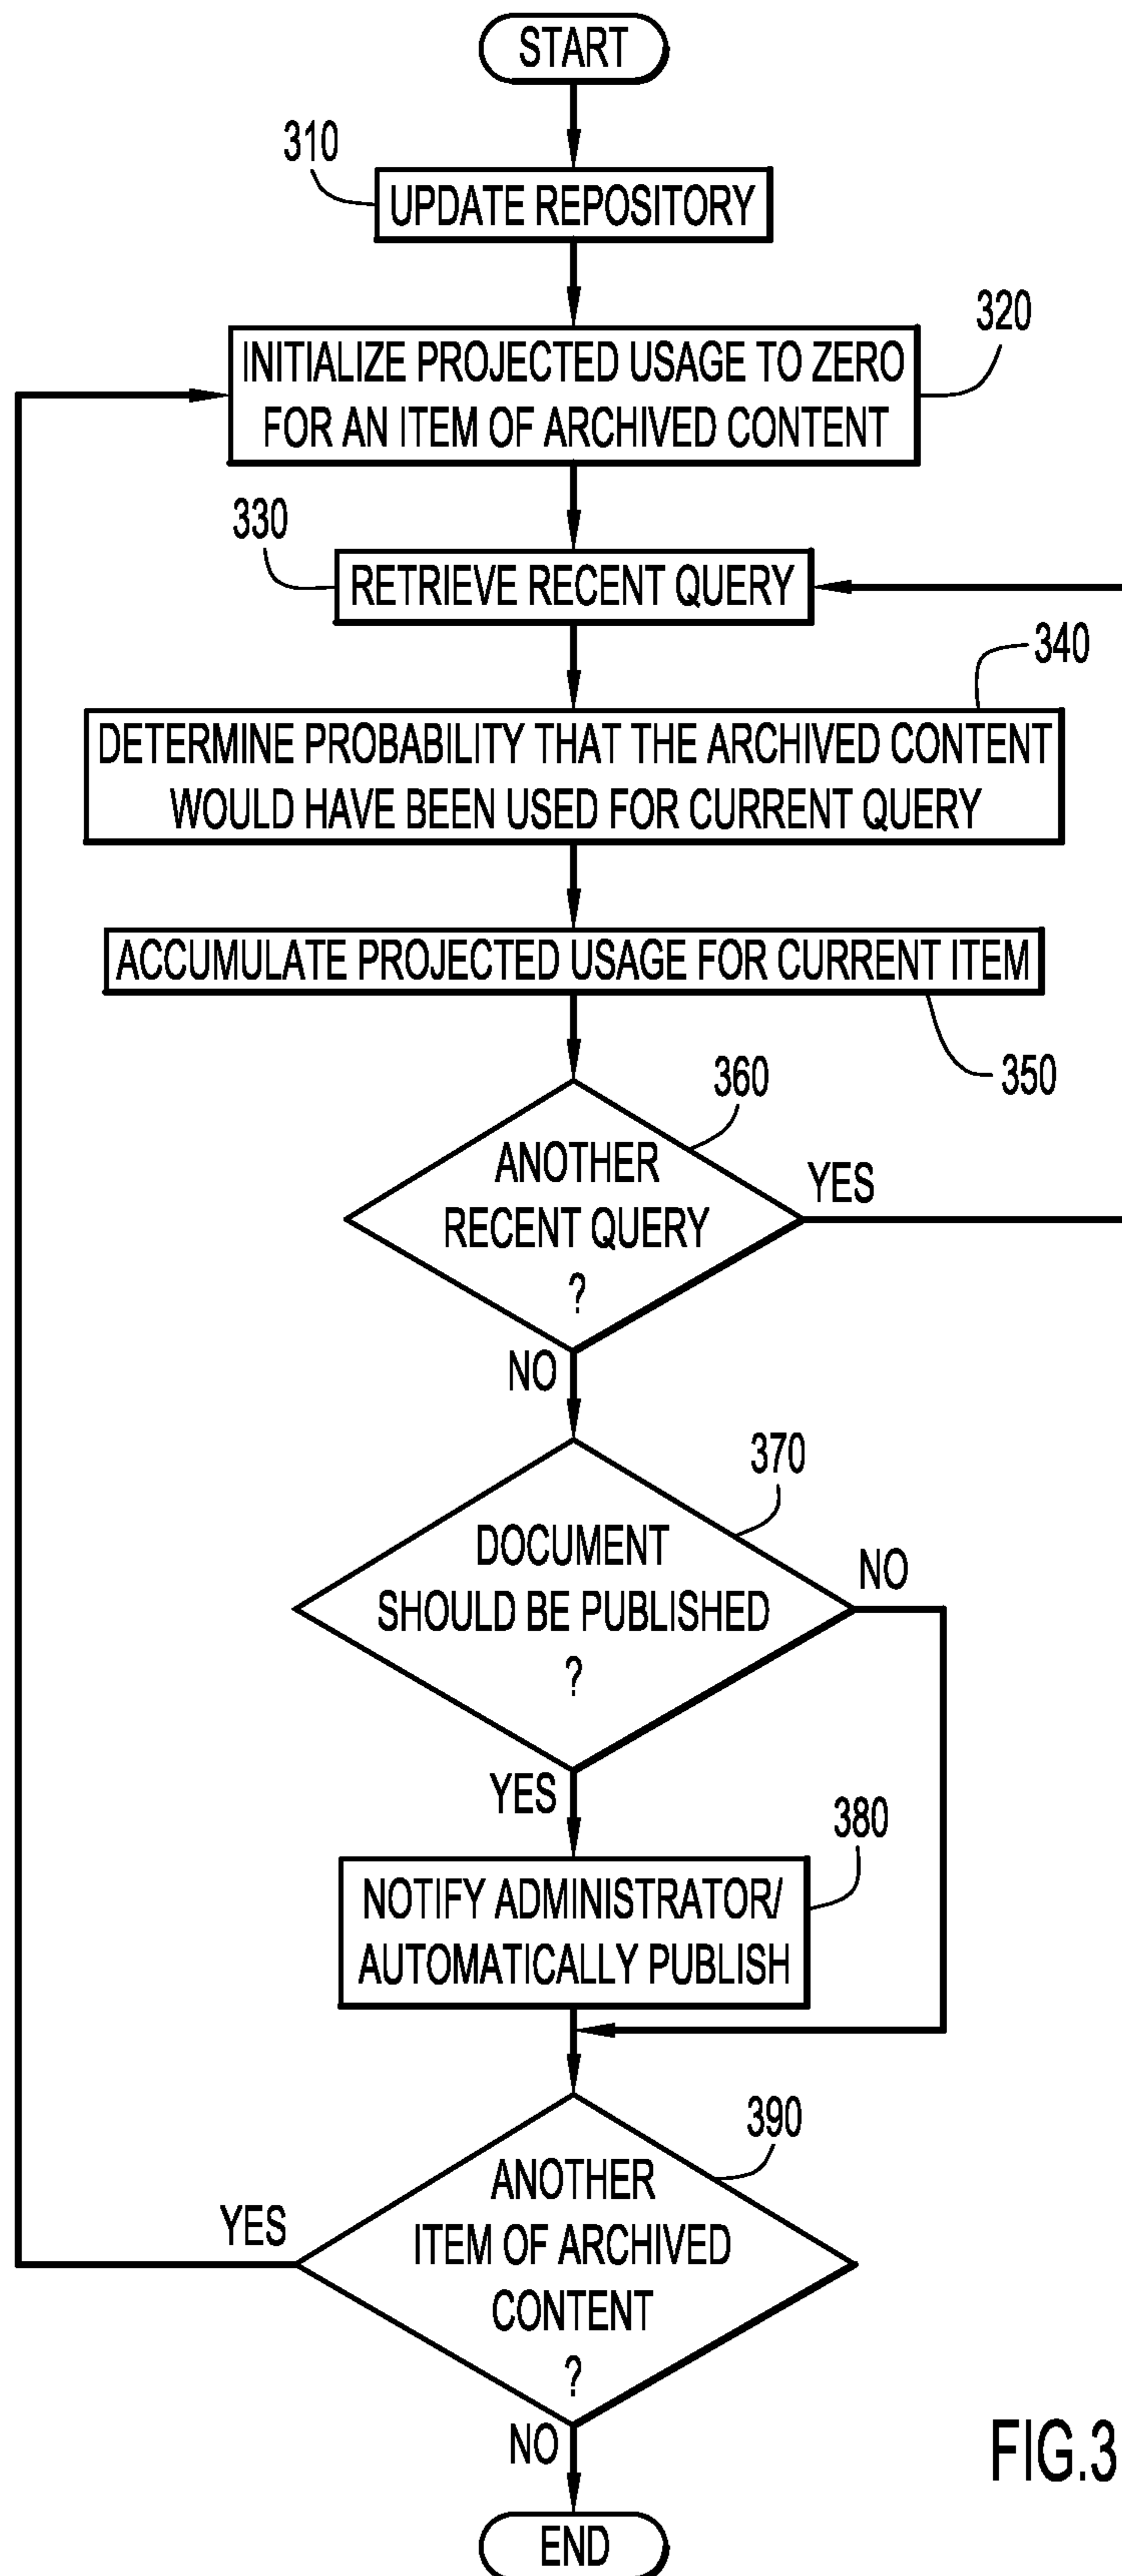 START
310
UPDATE REPOSITORY
320
INITIALIZE PROJECTED USAGE TO ZERO
FOR AN ITEM OF ARCHIVED CONTENT
330
RETRIEVE RECENT QUERY
340
DETERMINE PROBABILITY THAT THE ARCHIVED CONTENT
WOULD HAVE BEEN USED FOR CURRENT QUERY
ACCUMULATE PROJECTED USAGE FOR CURRENT ITEM
350
360
ANOTHER
RECENT QUERY
?
YES
NO
370
DOCUMENT
SHOULD BE PUBLISHED
?
NO
YES
380
NOTIFY ADMINISTRATOR/
AUTOMATICALLY PUBLISH
390
ANOTHER
ITEM OF ARCHIVED
CONTENT
?
YES
NO
FIG.3
END